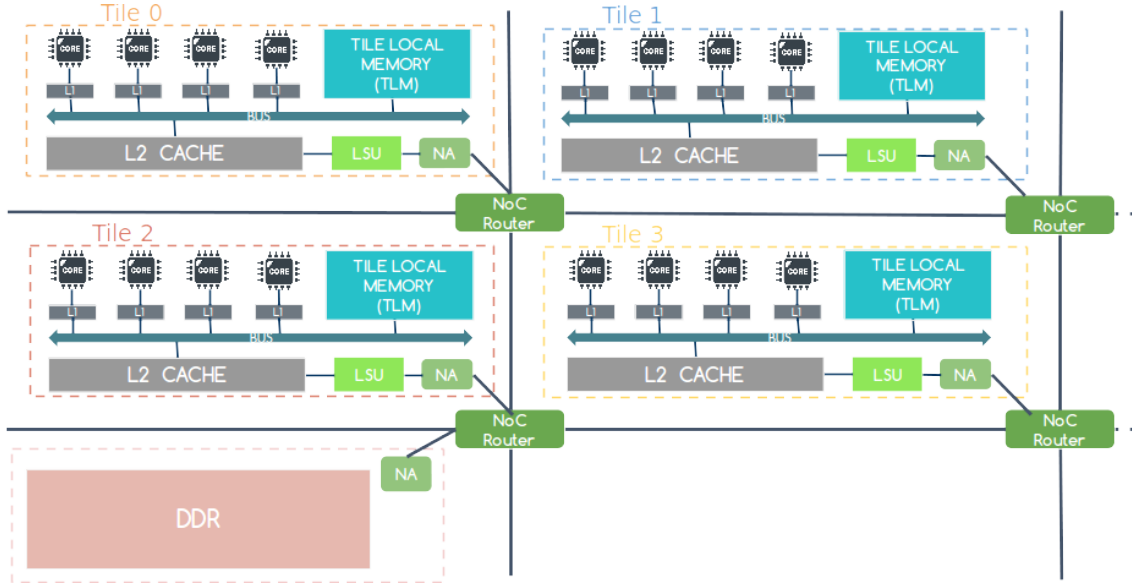 Tile 0
CORE
CORE
CORE
CORE
TILE LOCAL
MEMORY
(TLM)
L1
L1
L1
L1
BUS
L2 CACHE
LSU
NA
Tile 1
CORE
CORE
CORE
CORE
TILE LOCAL
MEMORY
(TLM)
L1
L1
L1
L1
BUS
L2 CACHE
LSU
NA
NoC
Router
NoC
Router
Tile 2
CORE
CORE
CORE
CORE
TILE LOCAL
MEMORY
(TLM)
L1
L1
L1
L1
BUS
L2 CACHE
LSU
NA
Tile 3
CORE
CORE
CORE
CORE
TILE LOCAL
MEMORY
(TLM)
L1
L1
L1
L1
BUS
L2 CACHE
LSU
NA
NoC
Router
NoC
Router
NA
DDR